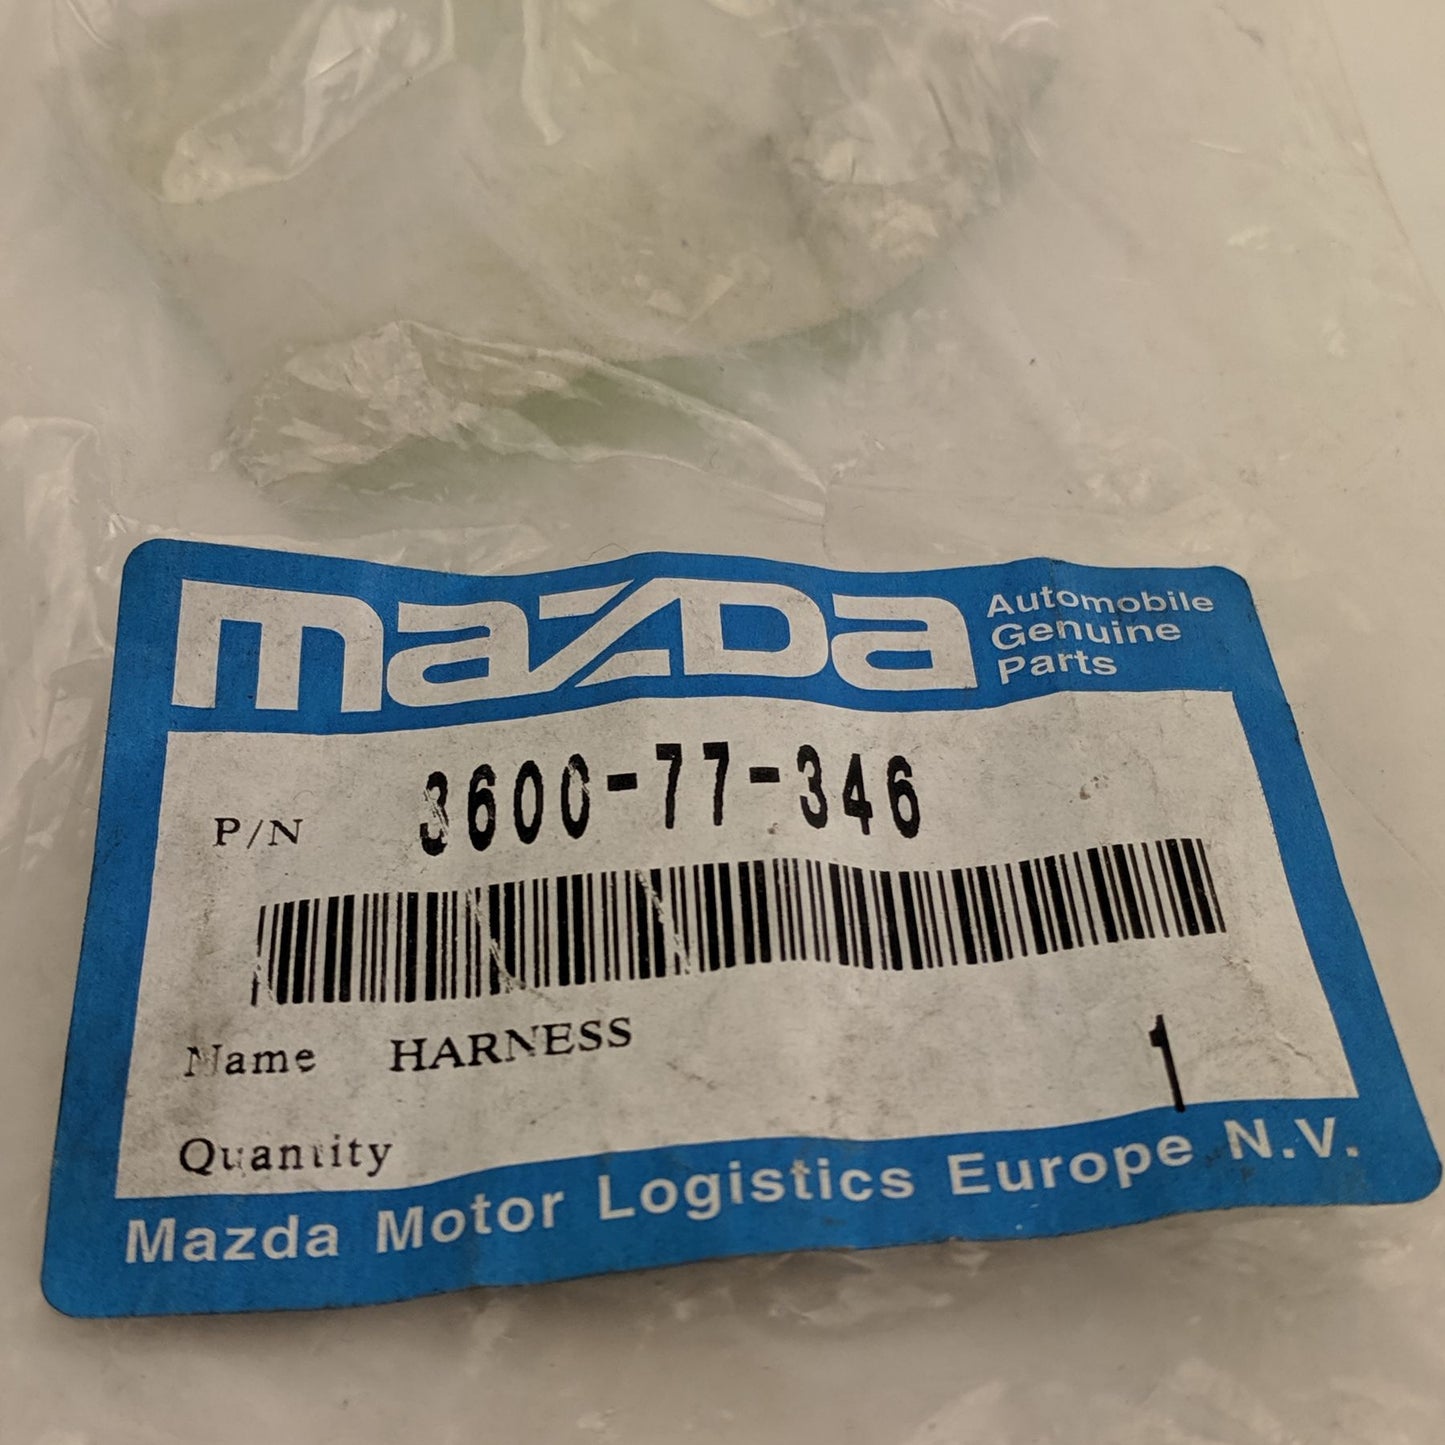 mazda
Automobile
Genuine
Parts
P/N 3600-77-346
Name HARNESS
1
Quantity
Mazda Motor Logistics Europe N.V.